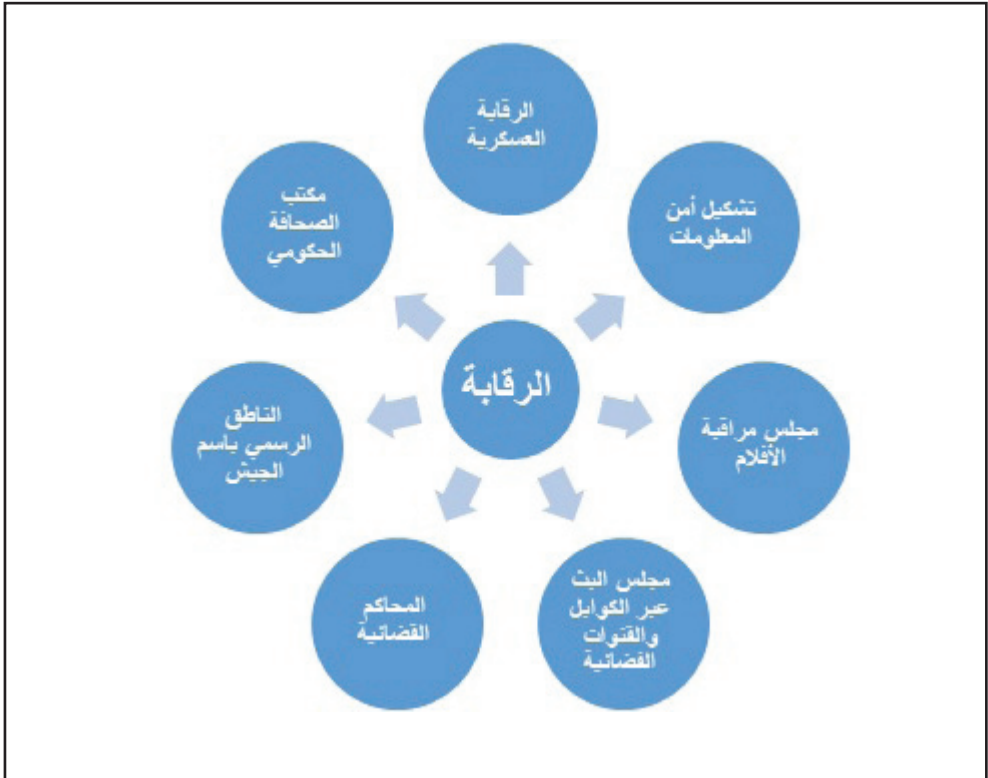 الرقابة
العسكرية
تشكيل أمن
المعلومات
مجلس مراقبة
الأفلام
مجلس البث
عبر الكوابل
والقنوات
الفضائية
المحاكم
القضائية
الناطق
الرسمي باسم
الجيش
مكتب
الصحافة
الحكومي
الرقابة